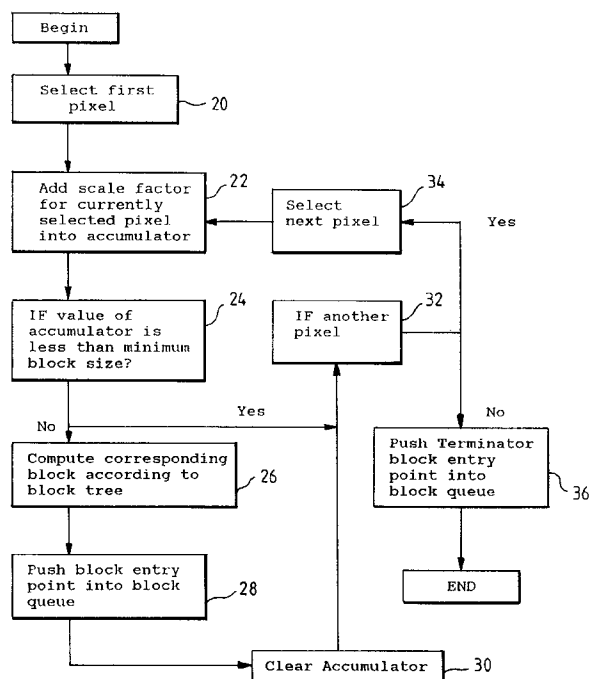 Begin
Select first
pixel
20
Add scale factor
for currently
selected pixel
into accumulator
22
Select
next pixel
34
Yes
IF value of
accumulator is
less than minimum
block size?
24
IF another
pixel
32
No
Yes
No
Compute corresponding
block according to
block tree
26
Push Terminator
block entry
point into
block queue
36
Push block entry
point into block
queue
28
END
Clear Accumulator
30